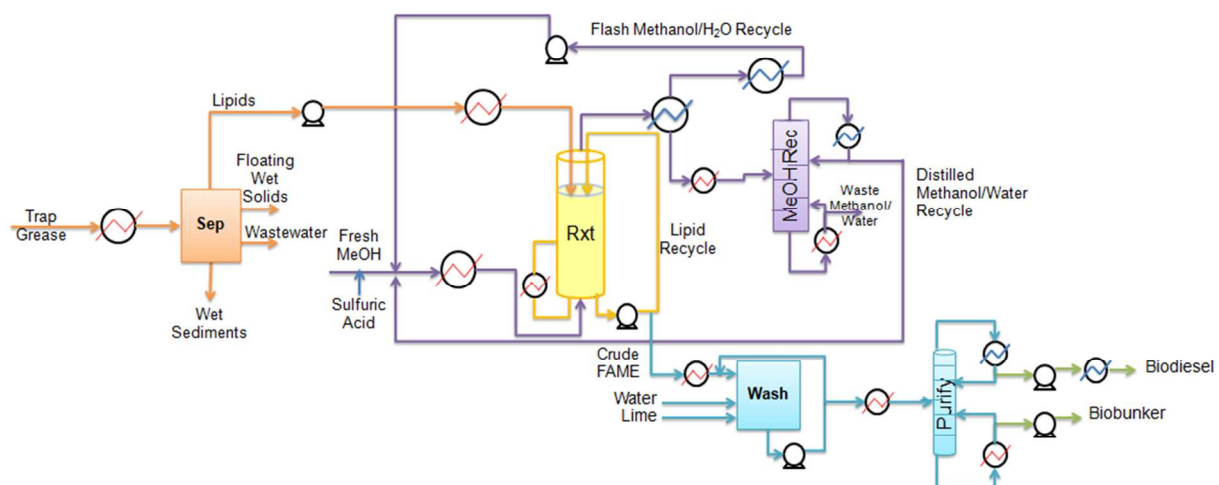 Flash Methanol/H₂O Recycle
Lipids
Floating
Wet
Solids
Trap
Grease
Sep
Wastewater
Wet
Sediments
Fresh
MeOH
Sulfuric
Acid
Rxt
Lipid
Recycle
MeOH Rec
Waste
Methanol/
Water
Distilled
Methanol/Water
Recycle
Crude
FAME
Water
Lime
Wash
Purify
Biodiesel
Biobunker